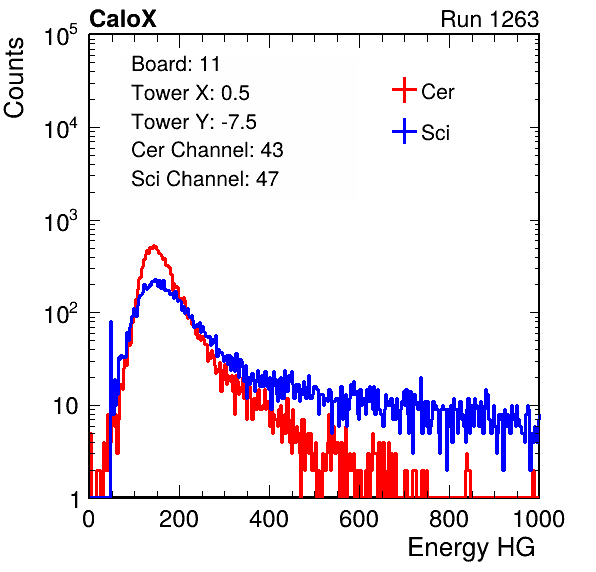 CaloX Run 1263
Counts
Board: 11
Tower X: 0.5
Tower Y: -7.5
Cer Channel: 43
Sci Channel: 47
Cer
Sci
10^5
10^4
10^3
10^2
10
1
0 200 400 600 800 1000
Energy HG